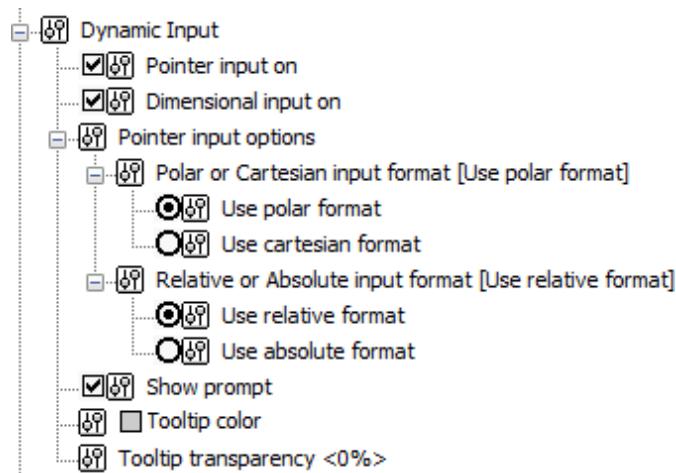 Dynamic Input
Pointer input on
Dimensional input on
Pointer input options
Polar or Cartesian input format [Use polar format]
Use polar format
Use cartesian format
Relative or Absolute input format [Use relative format]
Use relative format
Use absolute format
Show prompt
Tooltip color
Tooltip transparency <0%>